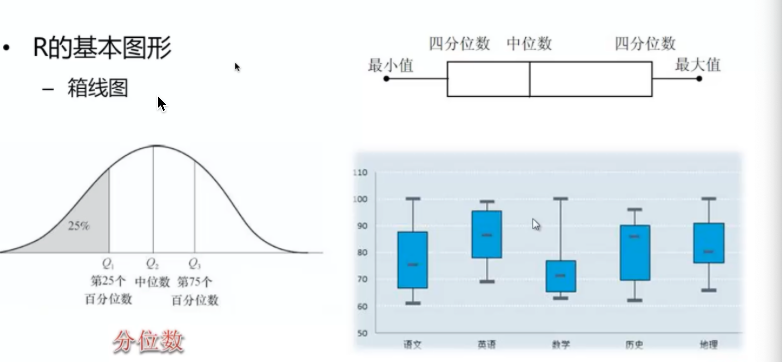 • R的基本图形
– 箱线图
四分位数 中位数 四分位数
最小值 最大值
25%
Q₁ Q₂ Q₃
第25个 中位数 第75个
百分位数 百分位数
分位数
110
100
90
80
70
60
50
语文 英语 数学 历史 地理